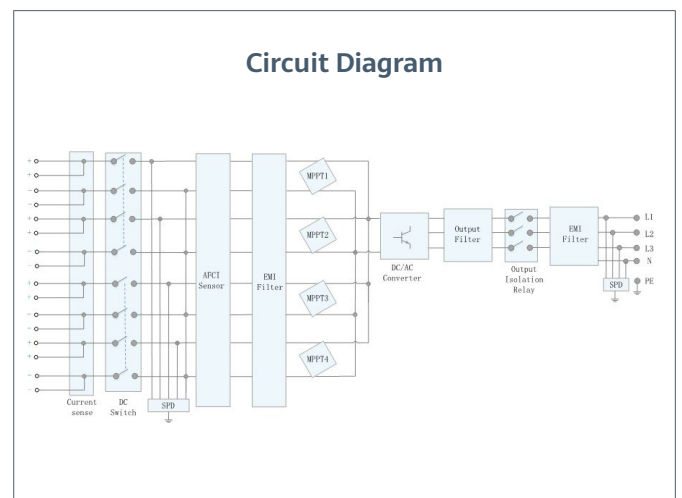 Circuit Diagram
+
+
-
-
+
+
-
-
+
+
-
-
+
+
-
-
Current
sense
DC
Switch
SPD
AFCI
Sensor
EMI
Filter
MPPT1
MPPT2
MPPT3
MPPT4
DC/AC
Converter
Output
Filter
Output
Isolation
Relay
EMI
Filter
SPD
L1
L2
L3
N
PE